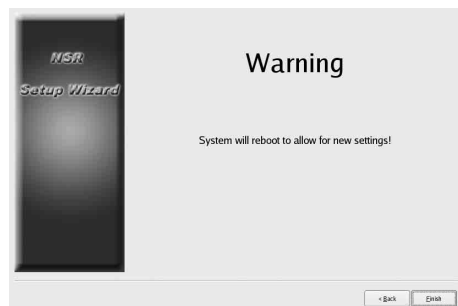 NSR
Setup Wizard
Warning
System will reboot to allow for new settings!
< Back
Finish